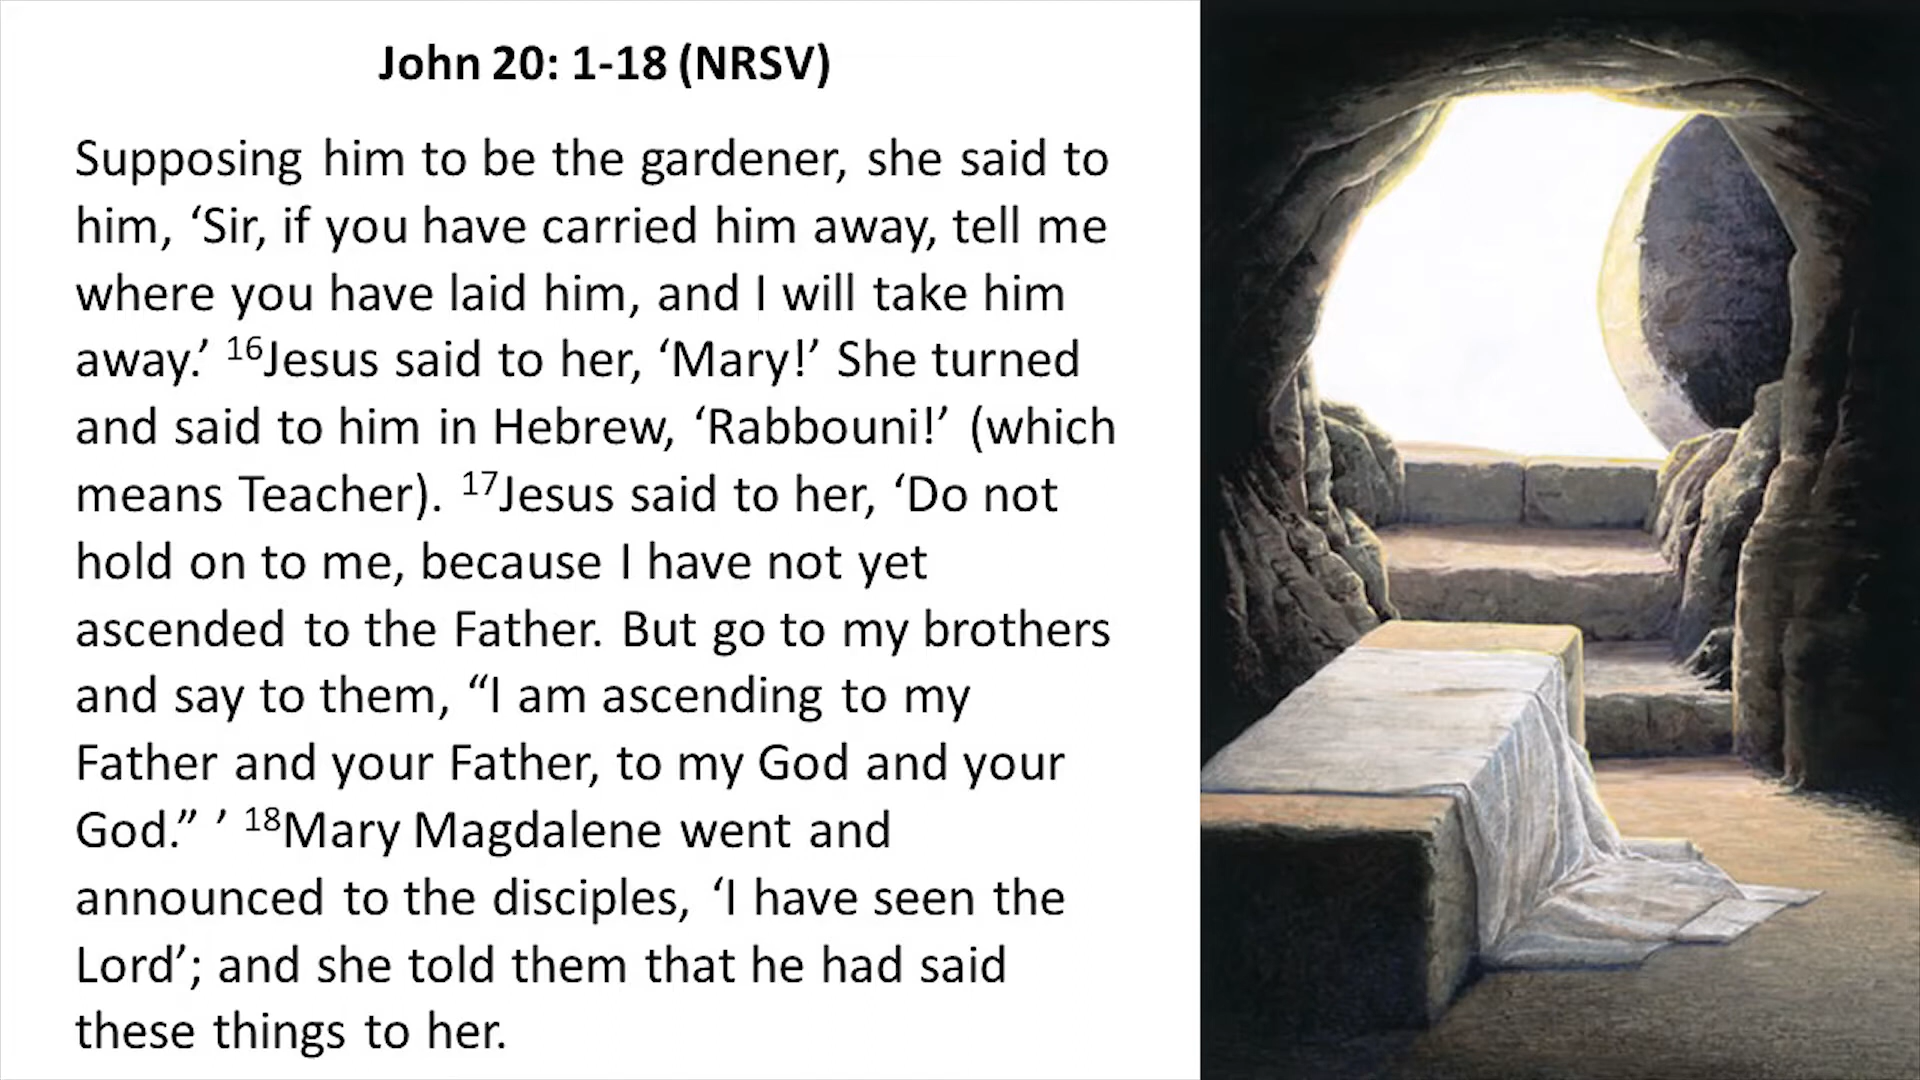 John 20: 1-18 (NRSV)
Supposing him to be the gardener, she said to
him, ‘Sir, if you have carried him away, tell me
where you have laid him, and I will take him
away.’ 16Jesus said to her, ‘Mary!’ She turned
and said to him in Hebrew, ‘Rabbouni!’ (which
means Teacher). 17Jesus said to her, ‘Do not
hold on to me, because I have not yet
ascended to the Father. But go to my brothers
and say to them, “I am ascending to my
Father and your Father, to my God and your
God.” ’ 18Mary Magdalene went and
announced to the disciples, ‘I have seen the
Lord’; and she told them that he had said
these things to her.